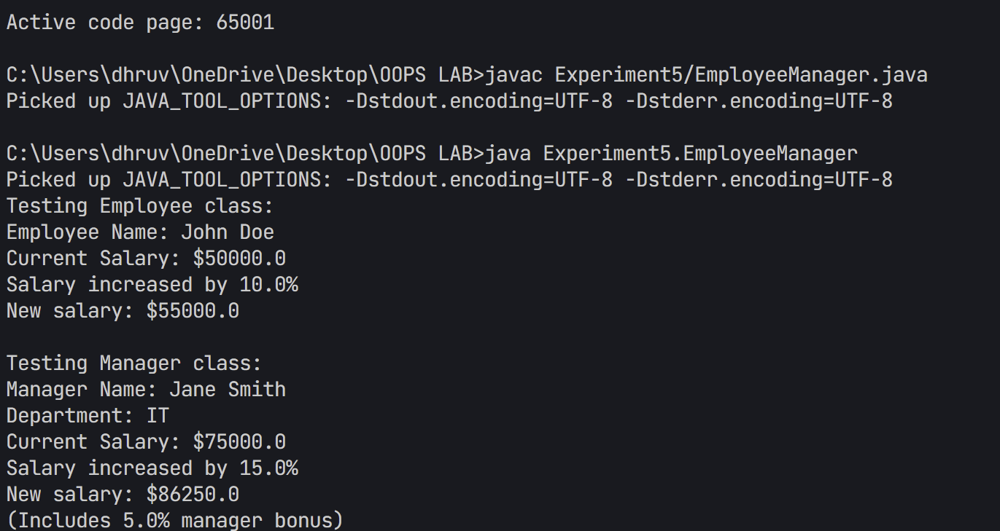 Active code page: 65001
C:\Users\dhruv\OneDrive\Desktop\OOPS LAB>javac Experiment5/EmployeeManager.java
Picked up JAVA_TOOL_OPTIONS: -Dstdout.encoding=UTF-8 -Dstderr.encoding=UTF-8
C:\Users\dhruv\OneDrive\Desktop\OOPS LAB>java Experiment5.EmployeeManager
Picked up JAVA_TOOL_OPTIONS: -Dstdout.encoding=UTF-8 -Dstderr.encoding=UTF-8
Testing Employee class:
Employee Name: John Doe
Current Salary: $50000.0
Salary increased by 10.0%
New salary: $55000.0
Testing Manager class:
Manager Name: Jane Smith
Department: IT
Current Salary: $75000.0
Salary increased by 15.0%
New salary: $86250.0
(Includes 5.0% manager bonus)